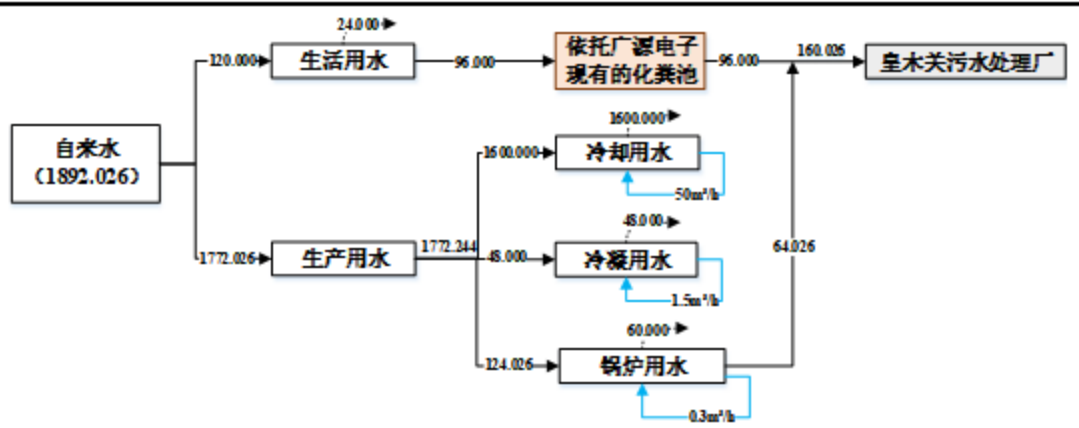 24.000
120.000
生活用水
96.000
依托广源电子
现有的化粪池
96.000
160.026
皇木关污水处理厂
自来水
（1892.026）
1600.000
1600.000
冷却用水
50m³/h
1772.026
生产用水
1772.244
48.000
48.000
冷凝用水
1.5m³/h
64.026
60.000
124.026
锅炉用水
0.3m³/h